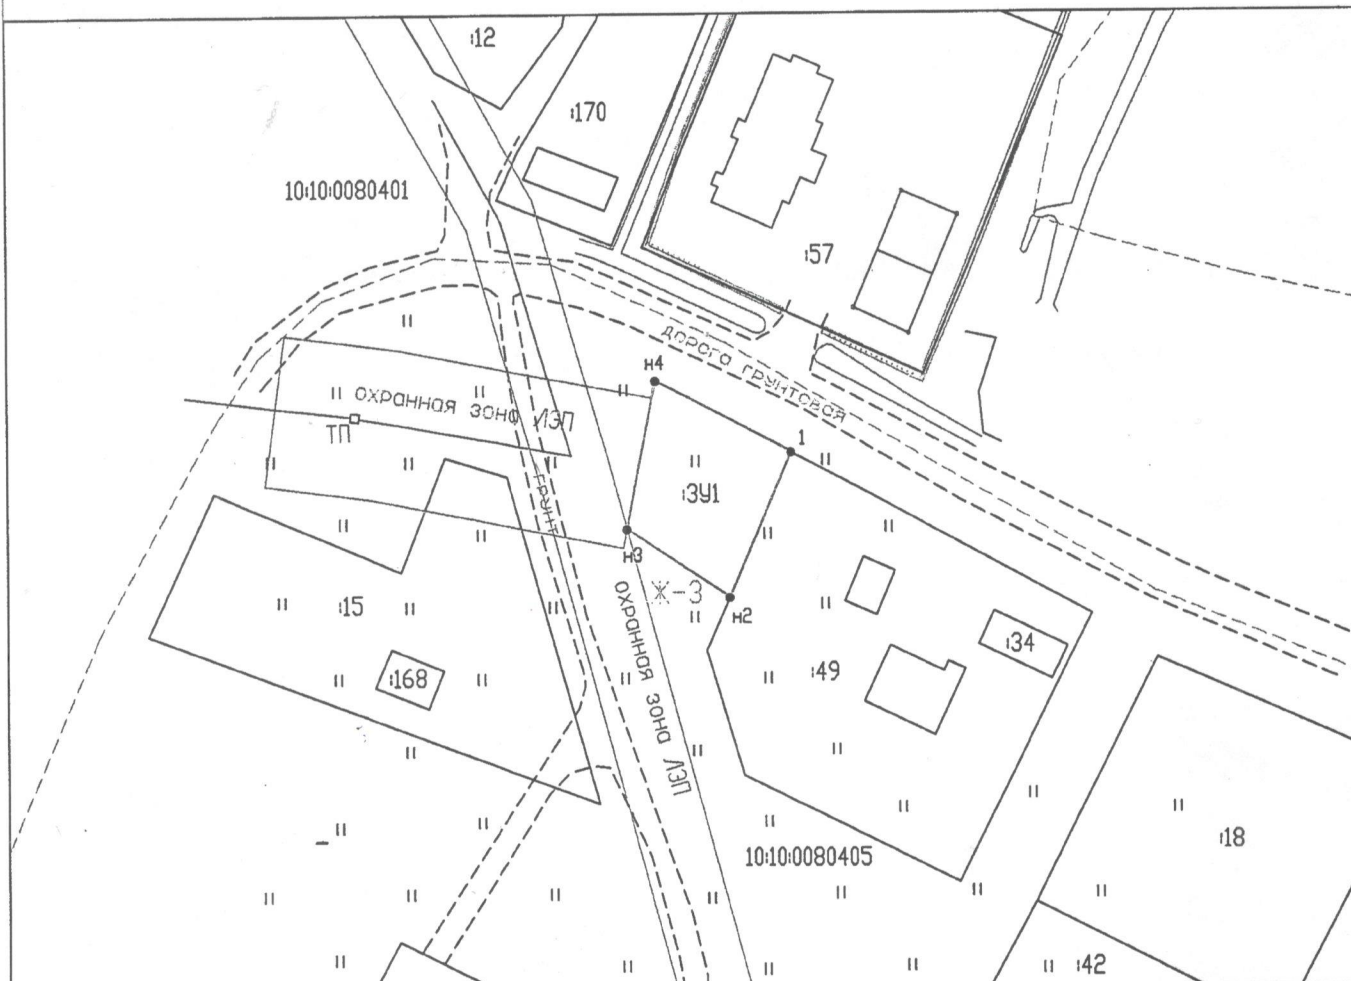 :12
:170
10:10:0080401
:57
дорога грунтовая
н4
охранная зона ЛЭП
ТП
1
:ЗУ1
грунт
н3
Ж-3
н2
охранная зона ЛЭП
:15
:168
:34
:49
10:10:0080405
:18
:42